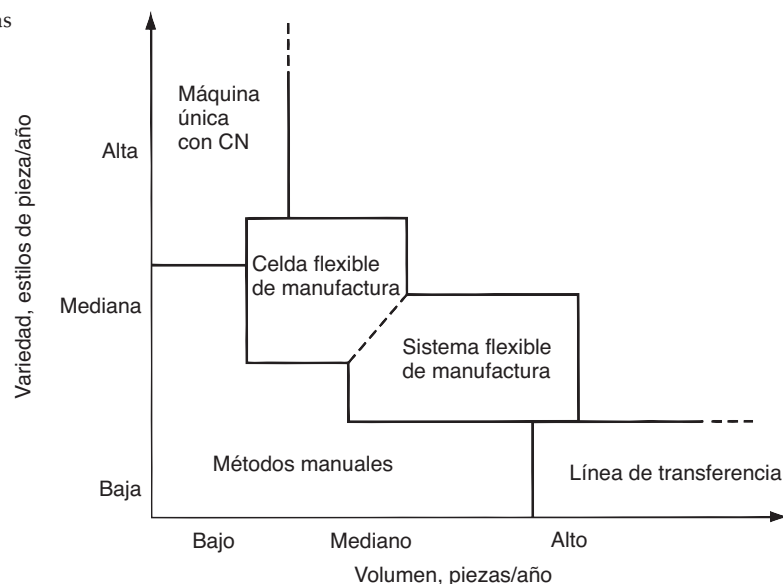 as
Variedad, estilos de pieza/año
Alta
Mediana
Baja
Máquina
única
con CN
Celda flexible
de manufactura
Sistema flexible
de manufactura
Métodos manuales
Línea de transferencia
Bajo
Mediano
Alto
Volumen, piezas/año